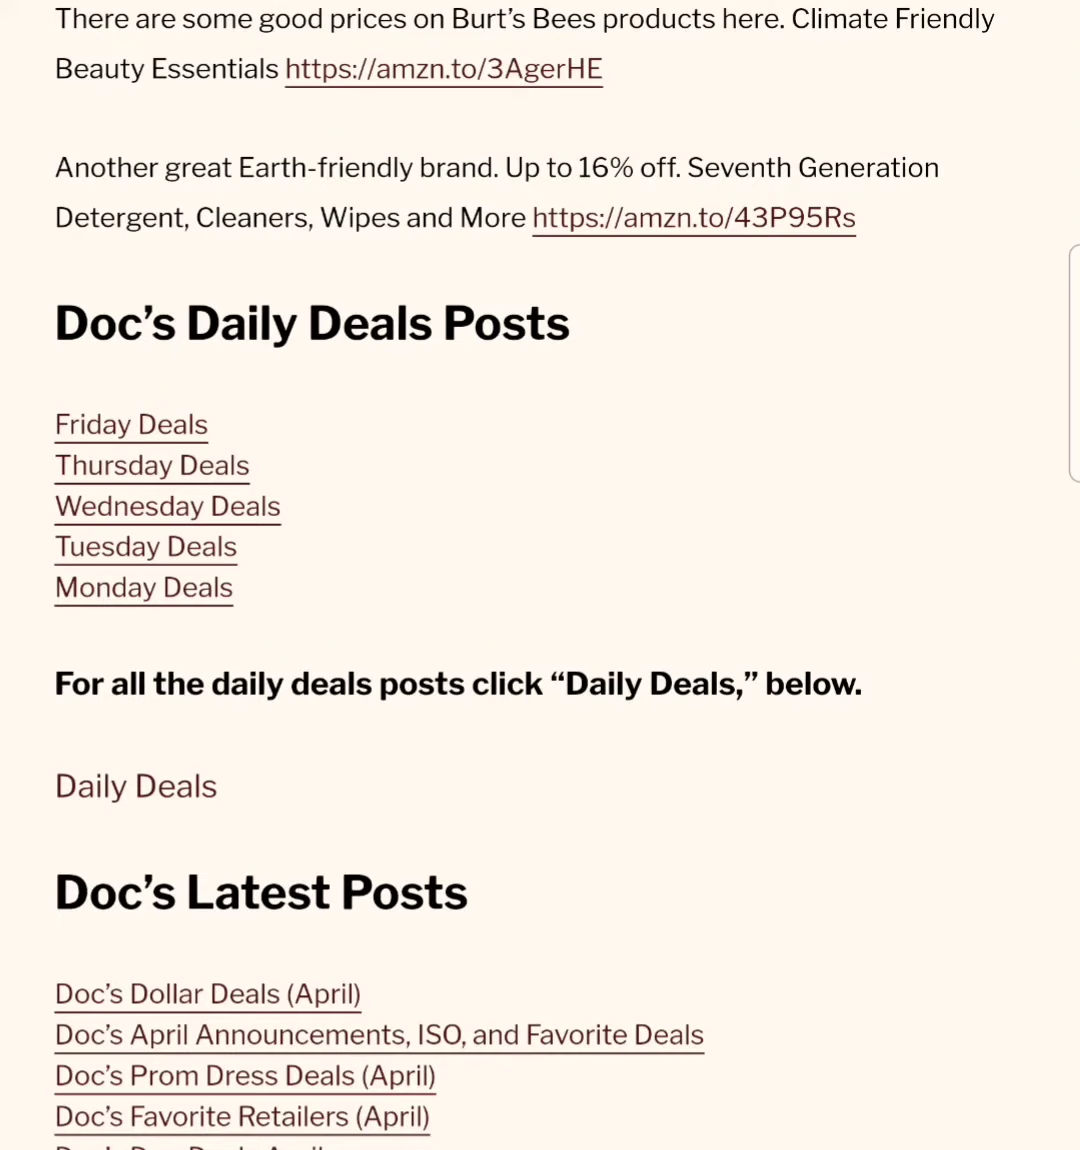 There are some good prices on Burt’s Bees products here. Climate Friendly
Beauty Essentials https://amzn.to/3AgerHE
Another great Earth-friendly brand. Up to 16% off. Seventh Generation
Detergent, Cleaners, Wipes and More https://amzn.to/43P95Rs
Doc’s Daily Deals Posts
Friday Deals
Thursday Deals
Wednesday Deals
Tuesday Deals
Monday Deals
For all the daily deals posts click “Daily Deals,” below.
Daily Deals
Doc’s Latest Posts
Doc’s Dollar Deals (April)
Doc’s April Announcements, ISO, and Favorite Deals
Doc’s Prom Dress Deals (April)
Doc’s Favorite Retailers (April)